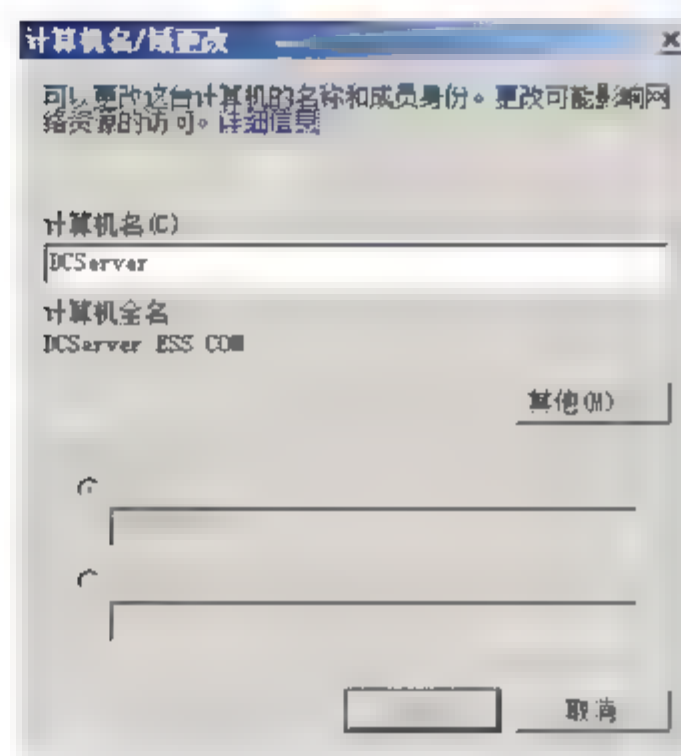 计算机名/域更改
可以更改这台计算机的名称和成员身份。更改可能影响网
络资源的访问。详细信息
计算机名(C)
DCServer
计算机全名
DCServer ESS COM
其他(M)
取消